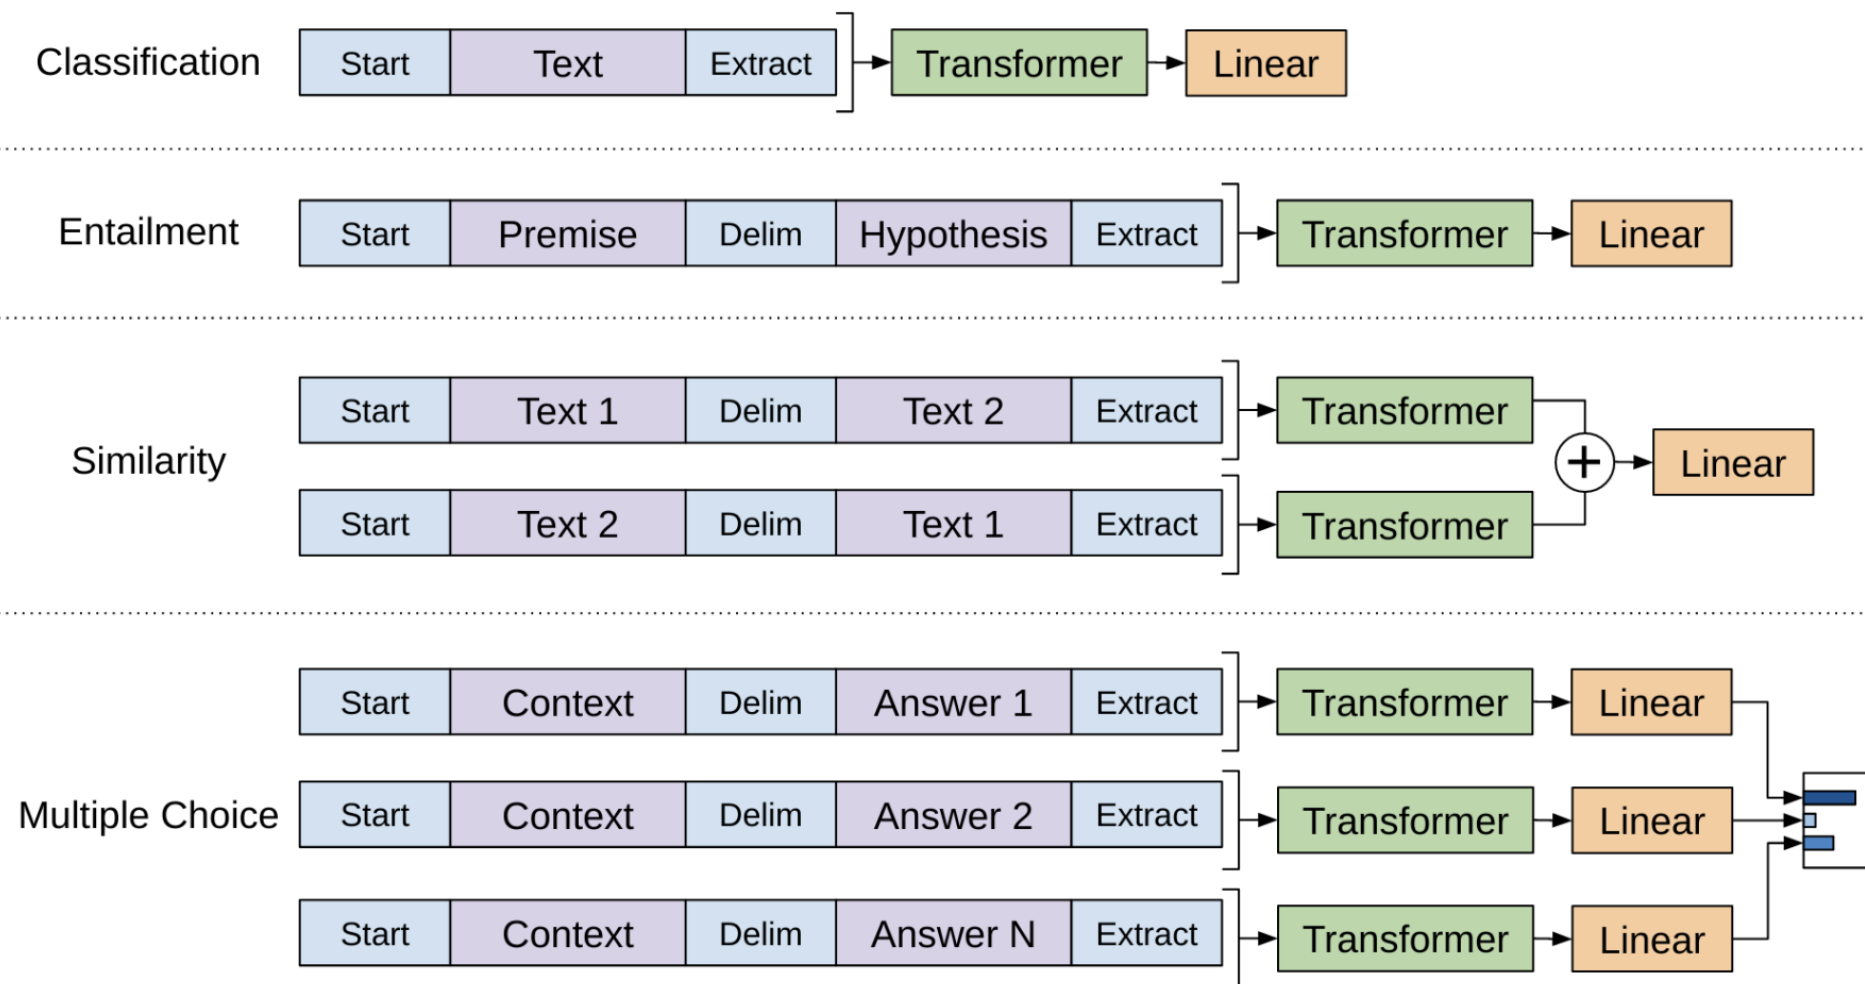 Classification Start Text Extract Transformer Linear
Entailment Start Premise Delim Hypothesis Extract Transformer Linear
Similarity
Start Text 1 Delim Text 2 Extract Transformer
+ Linear
Start Text 2 Delim Text 1 Extract Transformer
Start Context Delim Answer 1 Extract Transformer Linear
Multiple Choice Start Context Delim Answer 2 Extract Transformer Linear
Start Context Delim Answer N Extract Transformer Linear